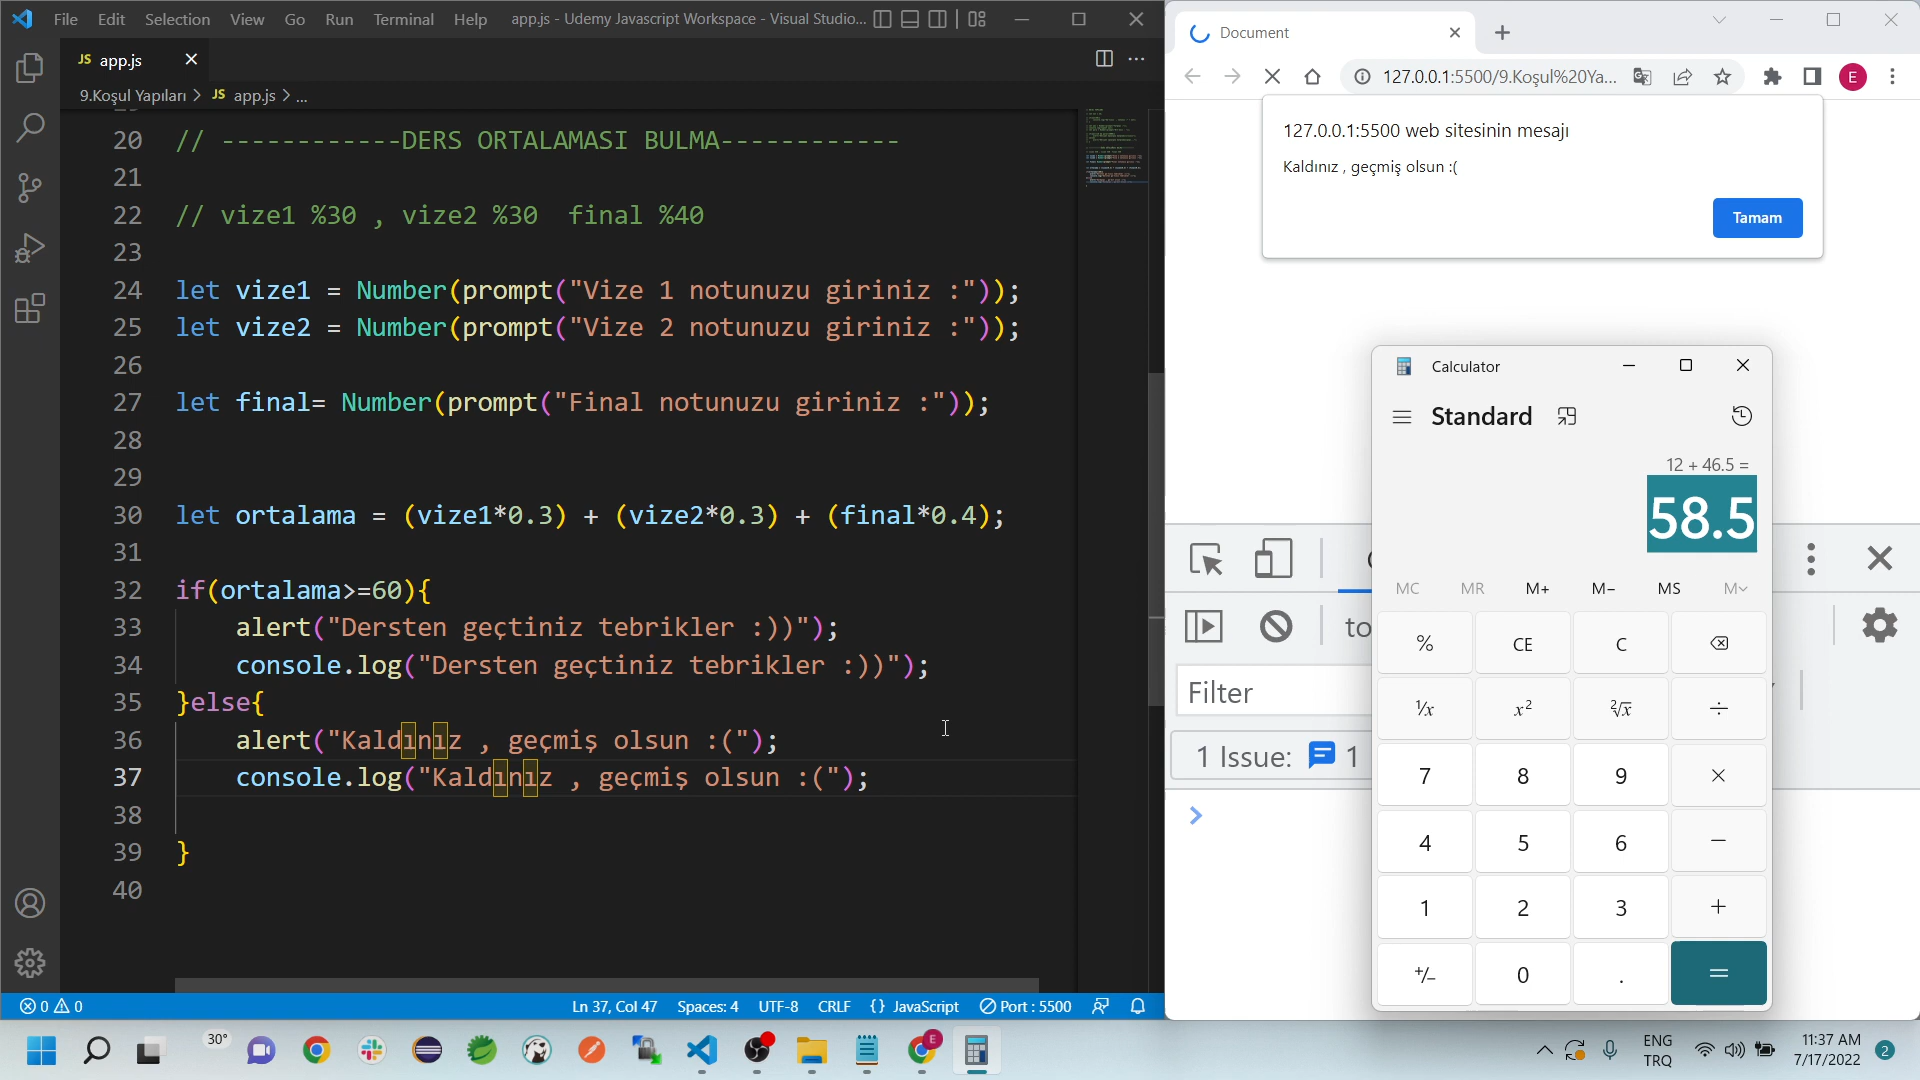 File Edit Selection View Go Run Terminal Help app.js - Udemy Javascript Workspace - Visual Studio...
JS app.js
9.Koşul Yapıları > JS app.js > ...
20 // ------------DERS ORTALAMASI BULMA------------
21
22 // vize1 %30 , vize2 %30 final %40
23
24 let vize1 = Number(prompt("Vize 1 notunuzu giriniz :"));
25 let vize2 = Number(prompt("Vize 2 notunuzu giriniz :"));
26
27 let final= Number(prompt("Final notunuzu giriniz :"));
28
29
30 let ortalama = (vize1*0.3) + (vize2*0.3) + (final*0.4);
31
32 if(ortalama>=60){
33 alert("Dersten geçtiniz tebrikler :))");
34 console.log("Dersten geçtiniz tebrikler :))");
35 }else{
36 alert("Kaldınız , geçmiş olsun :(");
37 console.log("Kaldınız , geçmiş olsun :(");
38
39 }
40
0 0 Ln 37, Col 47 Spaces: 4 UTF-8 CRLF {} JavaScript Port : 5500
Document
127.0.0.1:5500/9.Koşul%20Ya... E
127.0.0.1:5500 web sitesinin mesajı
Kaldınız , geçmiş olsun :(
Tamam
Calculator
Standard
12 + 46.5 =
58.5
MC MR M+ M− MS M
% CE C
1/x x² ²√x ÷
7 8 9 ×
4 5 6 −
1 2 3 +
+/− 0 . =
to
Filter
1 Issue: 1
30°
E
ENG
TRQ
11:37 AM
7/17/2022
2